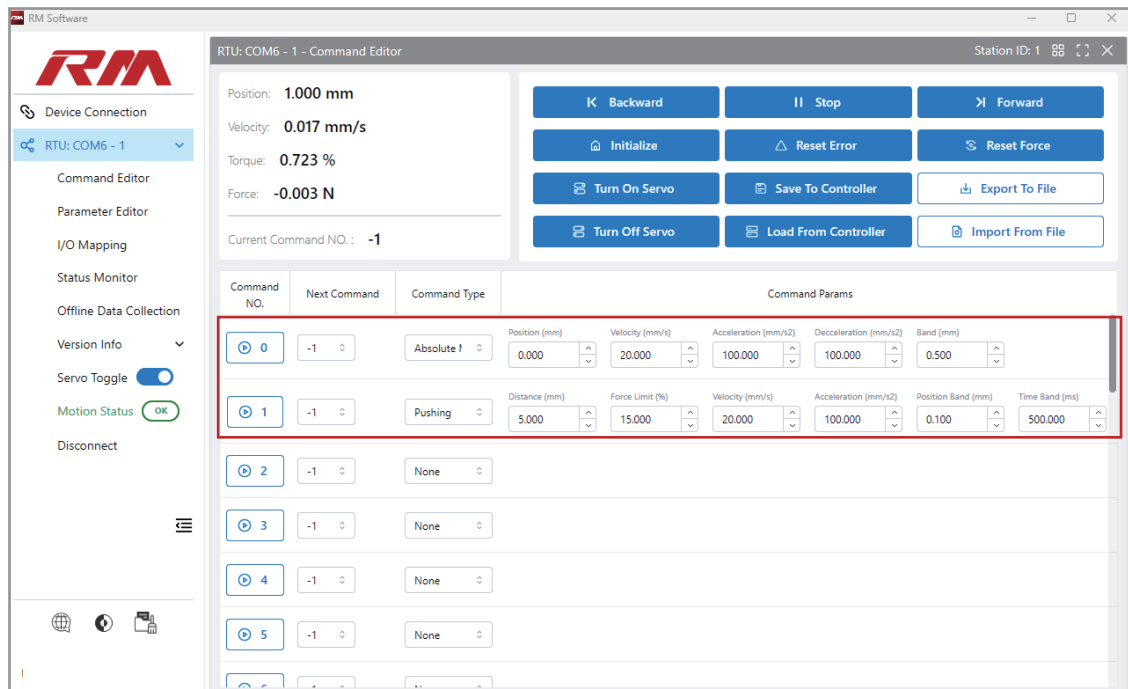 RM Software
RTU: COM6 - 1 - Command Editor
Station ID: 1
RM
Device Connection
RTU: COM6 - 1
Command Editor
Parameter Editor
I/O Mapping
Status Monitor
Offline Data Collection
Version Info
Servo Toggle
Motion Status OK
Disconnect
Position: 1.000 mm
Velocity: 0.017 mm/s
Torque: 0.723 %
Force: -0.003 N
Current Command NO. : -1
Backward Stop Forward
Initialize Reset Error Reset Force
Turn On Servo Save To Controller Export To File
Turn Off Servo Load From Controller Import From File
Command NO. Next Command Command Type Command Params
Position (mm) Velocity (mm/s) Acceleration (mm/s2) Decceleration (mm/s2) Band (mm)
0 -1 Absolute 0.000 20.000 100.000 100.000 0.500
Distance (mm) Force Limit (%) Velocity (mm/s) Acceleration (mm/s2) Position Band (mm) Time Band (ms)
1 -1 Pushing 5.000 15.000 20.000 100.000 0.100 500.000
2 -1 None
3 -1 None
4 -1 None
5 -1 None